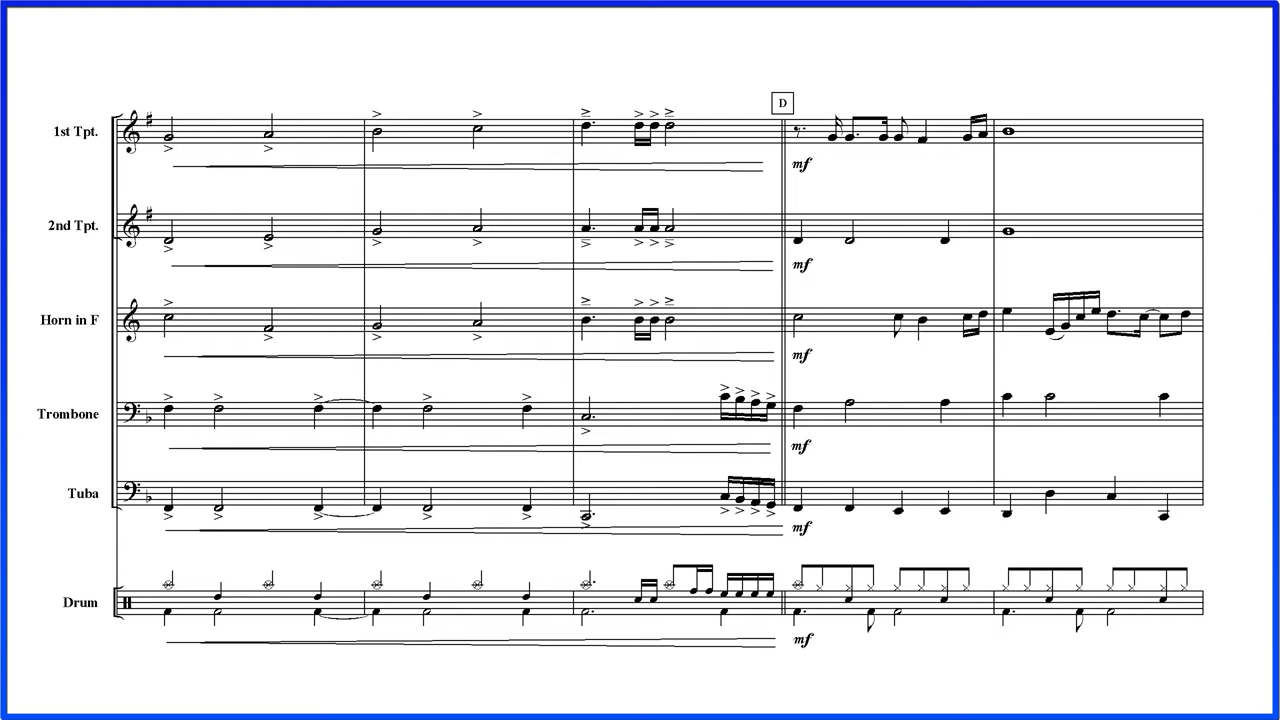 D
1st Tpt.
mf
2nd Tpt.
mf
Horn in F
mf
Trombone
mf
Tuba
mf
Drum
mf